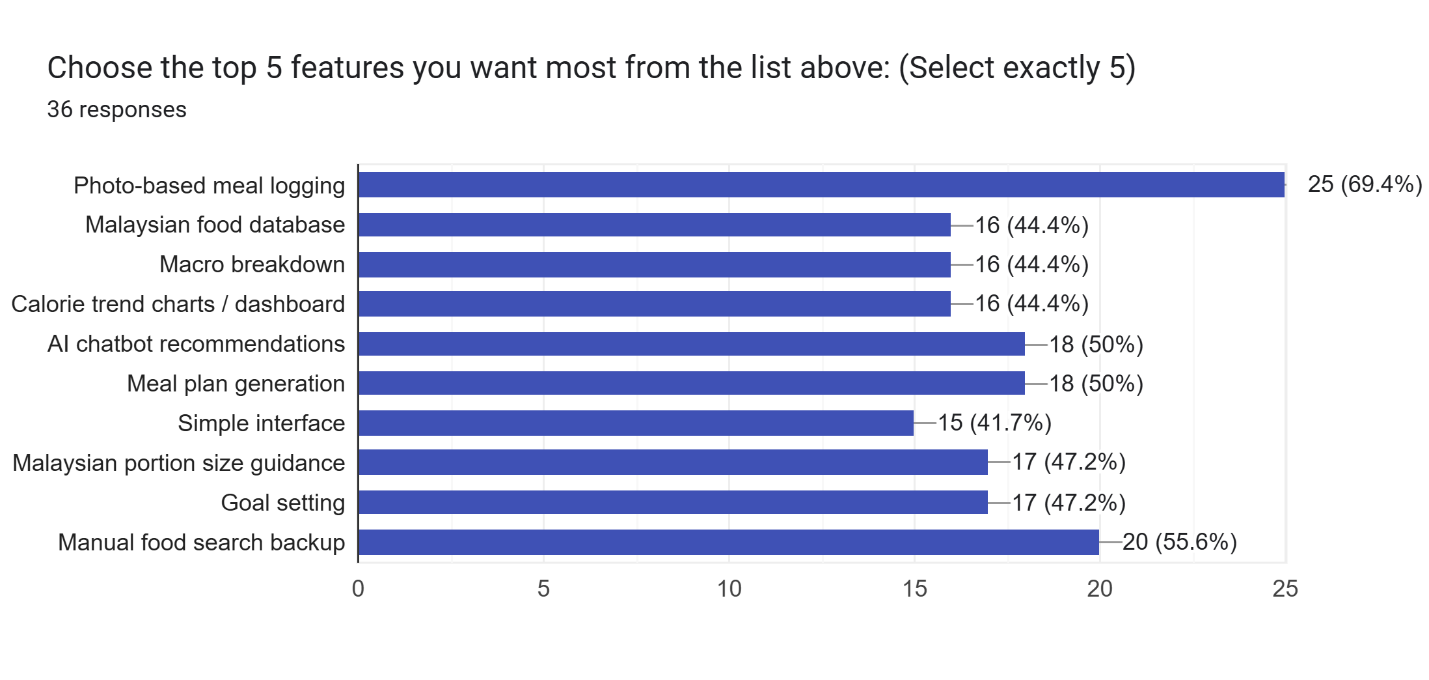 Choose the top 5 features you want most from the list above: (Select exactly 5)
36 responses
Photo-based meal logging 25 (69.4%)
Malaysian food database 16 (44.4%)
Macro breakdown 16 (44.4%)
Calorie trend charts / dashboard 16 (44.4%)
AI chatbot recommendations 18 (50%)
Meal plan generation 18 (50%)
Simple interface 15 (41.7%)
Malaysian portion size guidance 17 (47.2%)
Goal setting 17 (47.2%)
Manual food search backup 20 (55.6%)
0 5 10 15 20 25